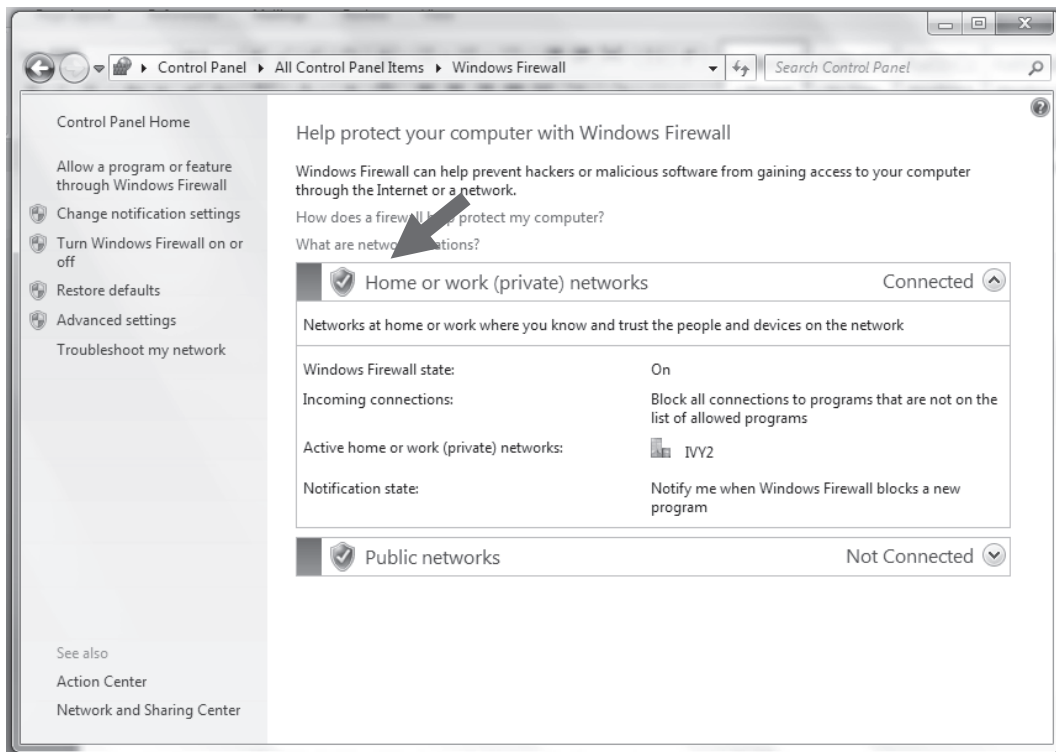 Control Panel ▸ All Control Panel Items ▸ Windows Firewall
Search Control Panel
Control Panel Home
Allow a program or feature
through Windows Firewall
Change notification settings
Turn Windows Firewall on or
off
Restore defaults
Advanced settings
Troubleshoot my network
See also
Action Center
Network and Sharing Center
Help protect your computer with Windows Firewall
Windows Firewall can help prevent hackers or malicious software from gaining access to your computer
through the Internet or a network.
How does a firewall help protect my computer?
What are network locations?
Home or work (private) networks Connected
Networks at home or work where you know and trust the people and devices on the network
Windows Firewall state: On
Incoming connections: Block all connections to programs that are not on the
list of allowed programs
Active home or work (private) networks: IVY2
Notification state: Notify me when Windows Firewall blocks a new
program
Public networks Not Connected